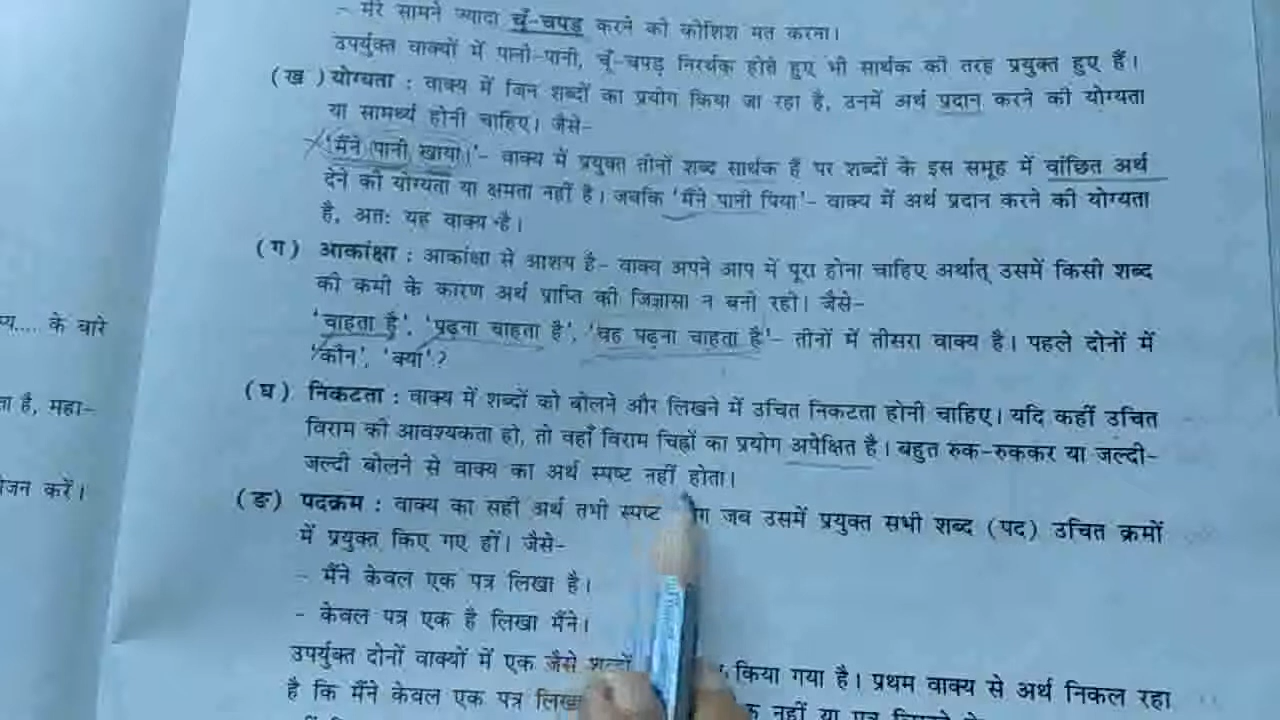 - मेरे सामने ज्यादा चूँ-चपड़ करने की कोशिश मत करना।
उपर्युक्त वाक्यों में पानी-पानी, चूँ-चपड़ निरर्थक होते हुए भी सार्थक की तरह प्रयुक्त हुए हैं।
(ख) योग्यता : वाक्य में जिन शब्दों का प्रयोग किया जा रहा है, उनमें अर्थ प्रदान करने की योग्यता
या सामर्थ्य होनी चाहिए। जैसे-
'मैंने पानी खाया।'- वाक्य में प्रयुक्त तीनों शब्द सार्थक हैं पर शब्दों के इस समूह में वांछित अर्थ
देने की योग्यता या क्षमता नहीं है। जबकि 'मैंने पानी पिया'- वाक्य में अर्थ प्रदान करने की योग्यता
है, अतः यह वाक्य है।
(ग) आकांक्षा : आकांक्षा से आशय है- वाक्य अपने आप में पूरा होना चाहिए अर्थात् उसमें किसी शब्द
की कमी के कारण अर्थ प्राप्ति की जिज्ञासा न बनी रहो। जैसे-
'चाहता है', 'पढ़ना चाहता है', 'वह पढ़ना चाहता है'- तीनों में तीसरा वाक्य है। पहले दोनों में
'कौन', 'क्या'?
.... के बारे
(घ) निकटता : वाक्य में शब्दों को बोलने और लिखने में उचित निकटता होनी चाहिए। यदि कहीं उचित
है, महा-
विराम की आवश्यकता हो, तो वहाँ विराम चिह्नों का प्रयोग अपेक्षित है। बहुत रुक-रुककर या जल्दी-
जल्दी बोलने से वाक्य का अर्थ स्पष्ट नहीं होता।
करें।
(ङ) पदक्रम : वाक्य का सही अर्थ तभी स्पष्ट जब उसमें प्रयुक्त सभी शब्द (पद) उचित क्रमों
में प्रयुक्त किए गए हों। जैसे-
- मैंने केवल एक पत्र लिखा है।
- केवल पत्र एक है लिखा मैंने।
उपर्युक्त दोनों वाक्यों में एक जैसे किया गया है। प्रथम वाक्य से अर्थ निकल रहा
है कि मैंने केवल एक पत्र लिखा नहीं या पत्र